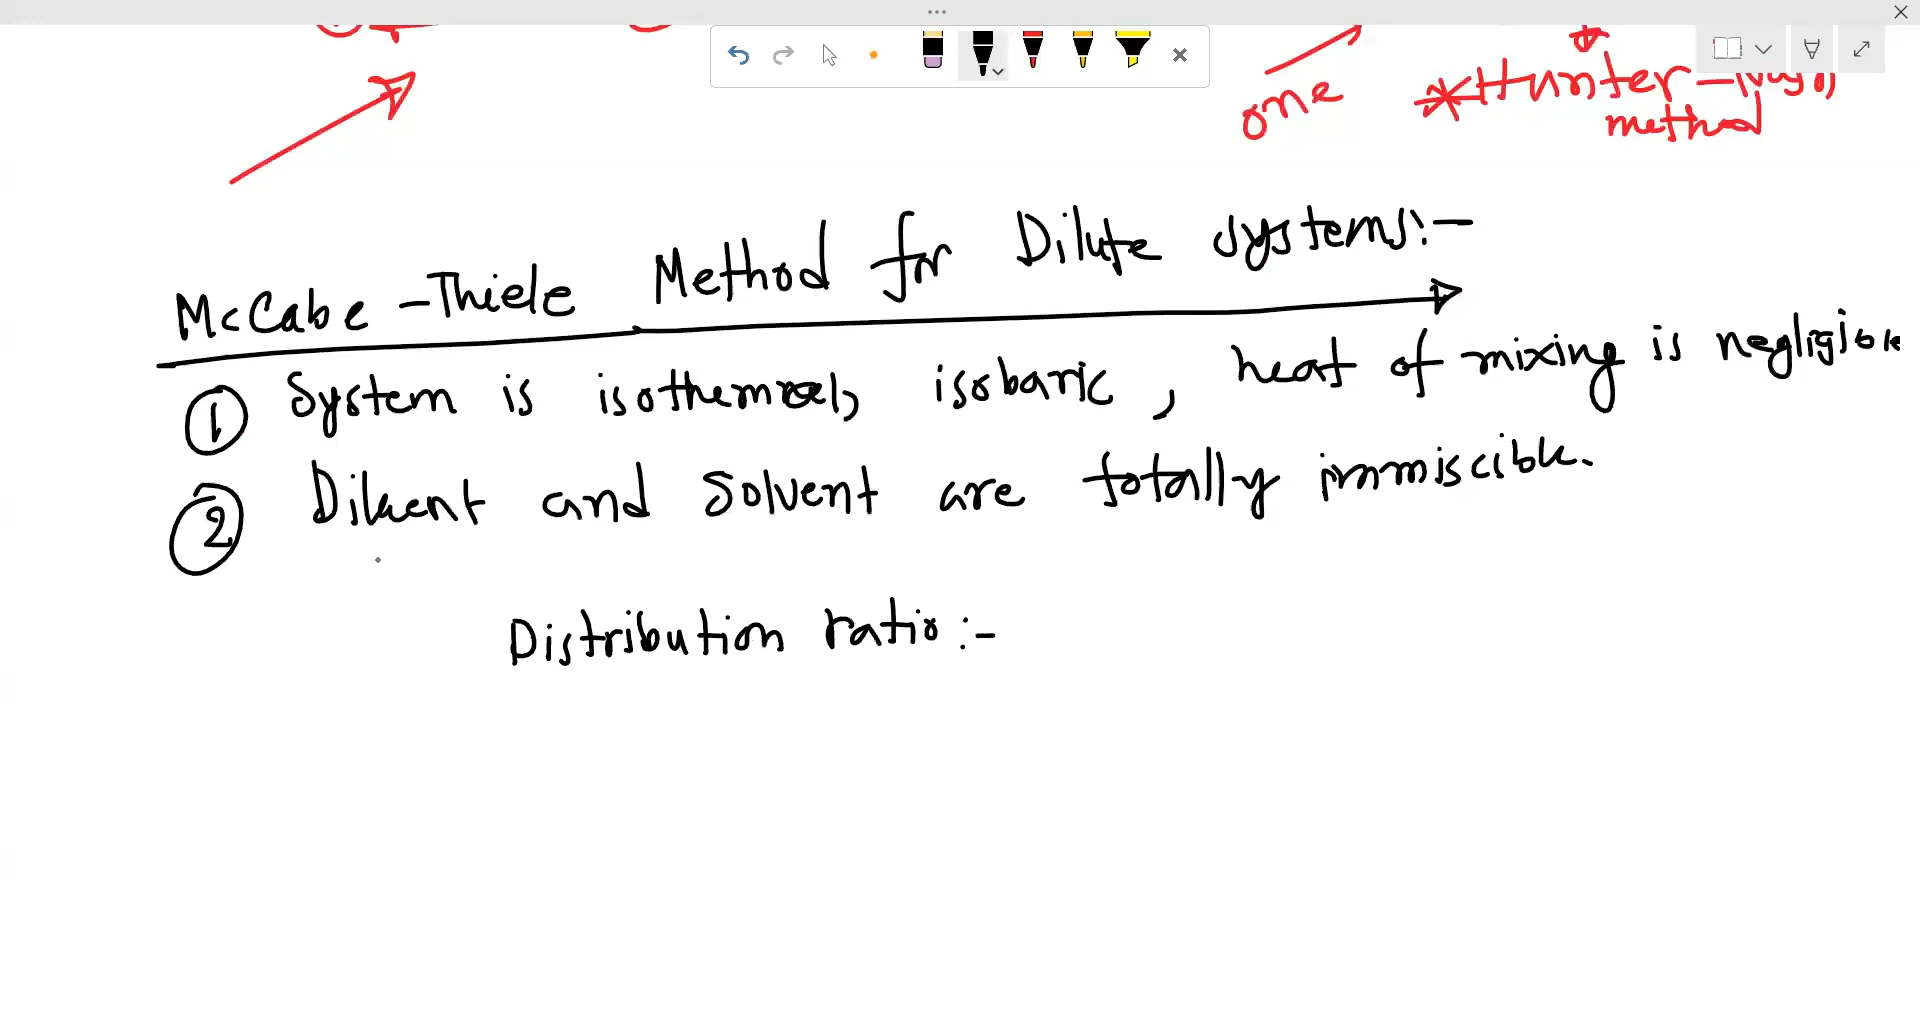 one *Hunter-
method
McCabe-Thiele Method for Dilute systems:-
① System is isothermal, isobaric, heat of mixing is negligible
② Diluent and solvent are totally immiscible.
Distribution ratio:-